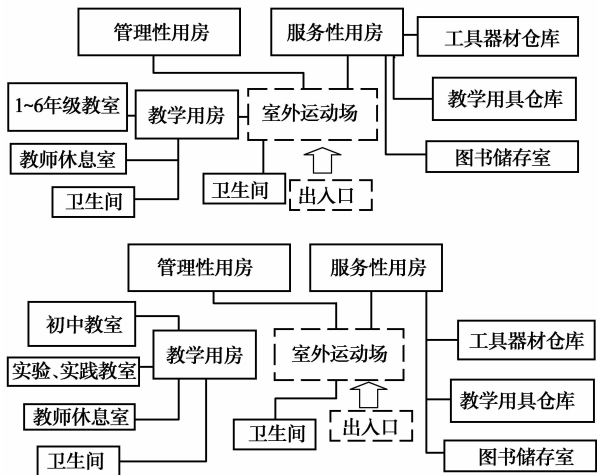 管理性用房
服务性用房
工具器材仓库
1~6年级教室
教学用房
室外运动场
教学用具仓库
教师休息室
图书储存室
卫生间
卫生间
出入口
管理性用房
服务性用房
初中教室
工具器材仓库
实验、实践教室
教学用房
室外运动场
教学用具仓库
教师休息室
卫生间
出入口
卫生间
图书储存室